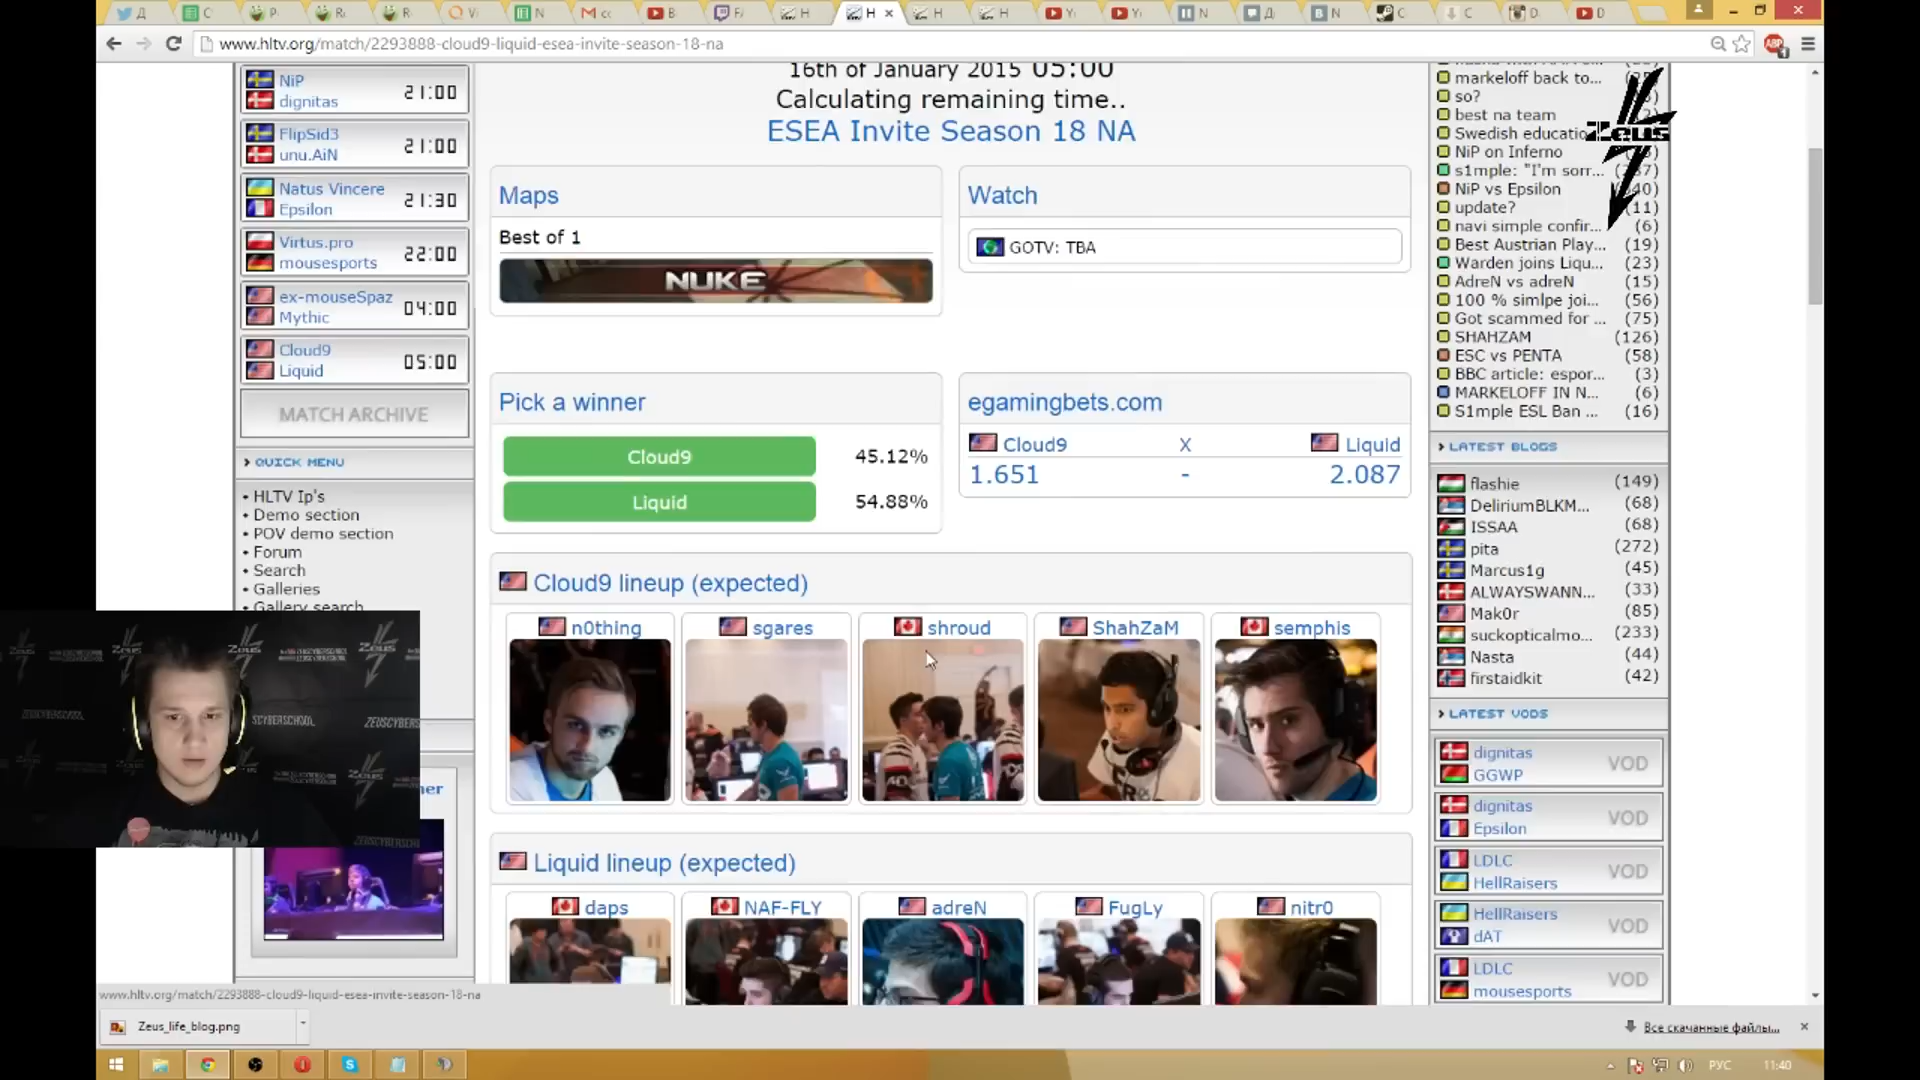 www.hltv.org/match/2293888-cloud9-liquid-esea-invite-season-18-na
NiP
dignitas
21:00
FlipSid3
unu.AiN
21:00
Natus Vincere
Epsilon
21:30
Virtus.pro
mousesports
22:00
ex-mouseSpaz
Mythic
04:00
Cloud9
Liquid
05:00
MATCH ARCHIVE
QUICK MENU
• HLTV Ip's
• Demo section
• POV demo section
• Forum
• Search
• Galleries
• Gallery search
16th of January 2015 05:00
Calculating remaining time..
ESEA Invite Season 18 NA
Maps
Best of 1
NUKE
Watch
GOTV: TBA
Pick a winner
Cloud9 45.12%
Liquid 54.88%
egamingbets.com
Cloud9 X Liquid
1.651 - 2.087
Cloud9 lineup (expected)
n0thing
sgares
shroud
ShahZaM
semphis
Liquid lineup (expected)
daps
NAF-FLY
adreN
FugLy
nitr0
markeloff back to...
so?
best na team
Swedish educatio
NiP on Inferno
s1mple: "I'm sorr...
NiP vs Epsilon
update? (11)
navi simple confir... (6)
Best Austrian Play... (19)
Warden joins Liqu... (23)
AdreN vs adreN (15)
100 % simlpe joi... (56)
Got scammed for ... (75)
SHAHZAM (126)
ESC vs PENTA (58)
BBC article: espor... (3)
MARKELOFF IN N... (6)
S1mple ESL Ban ... (16)
Zeus
LATEST BLOGS
flashie (149)
DeliriumBLKM... (68)
ISSAA (68)
pita (272)
Marcus1g (45)
ALWAYSWANN... (33)
Mak0r (85)
suckopticalmo... (233)
Nasta (44)
firstaidkit (42)
LATEST VODS
dignitas
GGWP
VOD
dignitas
Epsilon
VOD
LDLC
HellRaisers
VOD
HellRaisers
dAT
VOD
LDLC
mousesports
VOD
www.hltv.org/match/2293888-cloud9-liquid-esea-invite-season-18-na
Zeus_life_blog.png
Все скачанные файлы...
РУС
11:40